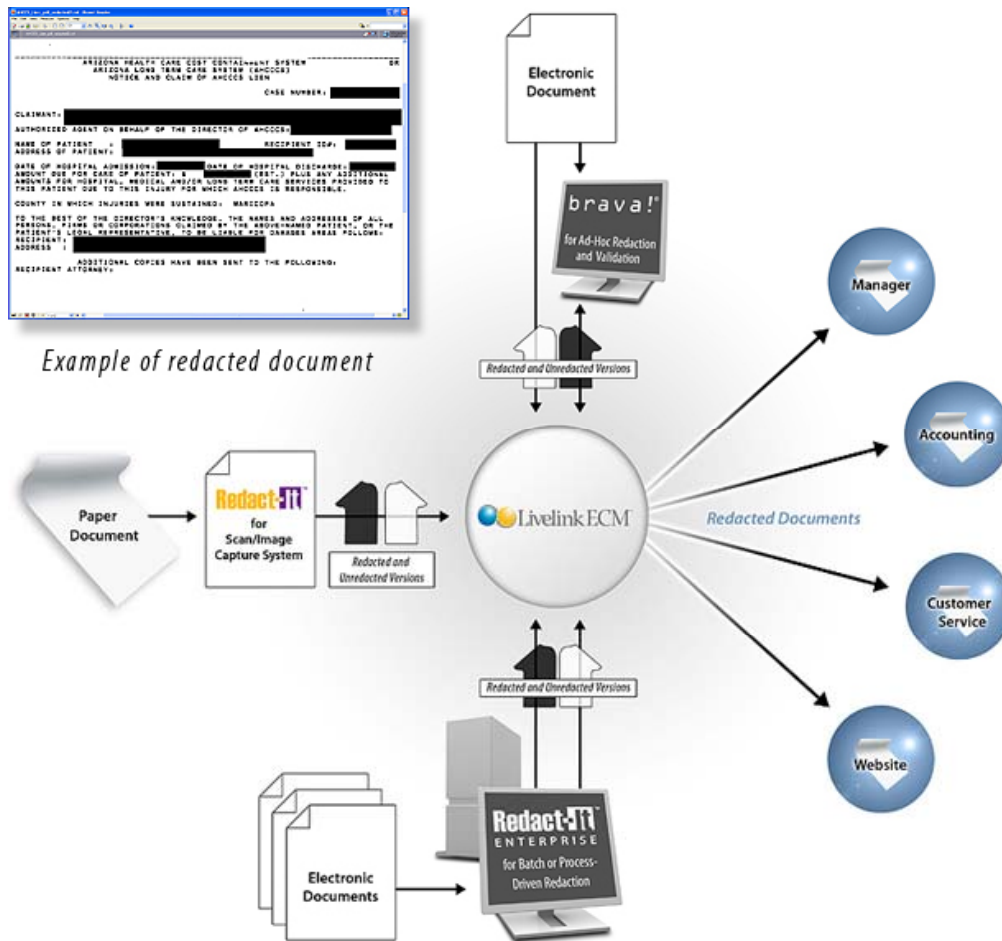 ARIZONA HEALTH CARE COST CONTAINMENT SYSTEM OR
ARIZONA LONG TERM CARE SYSTEM (AHCCCS)
NOTICE AND CLAIM OF AHCCCS LIEN
CASE NUMBER:
CLAIMANT:
AUTHORIZED AGENT ON BEHALF OF THE DIRECTOR OF AHCCCS:
NAME OF PATIENT : RECIPIENT ID#:
ADDRESS OF PATIENT:
DATE OF HOSPITAL ADMISSION: DATE OF HOSPITAL DISCHARGE:
AMOUNT DUE FOR CARE OF PATIENT: $ (EST.) PLUS ANY ADDITIONAL
AMOUNTS FOR HOSPITAL, MEDICAL AND/OR LONG TERM CARE SERVICES PROVIDED TO
THIS PATIENT DUE TO THIS INJURY FOR WHICH AHCCCS IS RESPONSIBLE.
COUNTY IN WHICH INJURIES WERE SUSTAINED: MARICOPA
TO THE BEST OF THE DIRECTOR'S KNOWLEDGE, THE NAMES AND ADDRESSES OF ALL
PERSONS, FIRMS OR CORPORATIONS CLAIMED BY THE ABOVENAMED PATIENT, OR THE
PATIENT'S LEGAL REPRESENTATIVE, TO BE LIABLE FOR DAMAGES AREAS FOLLOWS:
RECIPIENT:
ADDRESS :
ADDITIONAL COPIES HAVE BEEN SENT TO THE FOLLOWING:
RECIPIENT ATTORNEY:
Example of redacted document
Electronic
Document
brava!®
for Ad-Hoc Redaction
and Validation
Redacted and Unredacted Versions
Paper
Document
Redact-It™
for
Scan/Image
Capture System
Redacted and
Unredacted Versions
Livelink ECM™
Redacted Documents
Manager
Accounting
Customer
Service
Website
Redacted and Unredacted Versions
Redact-It™
ENTERPRISE
for Batch or Process-
Driven Redaction
Electronic
Documents